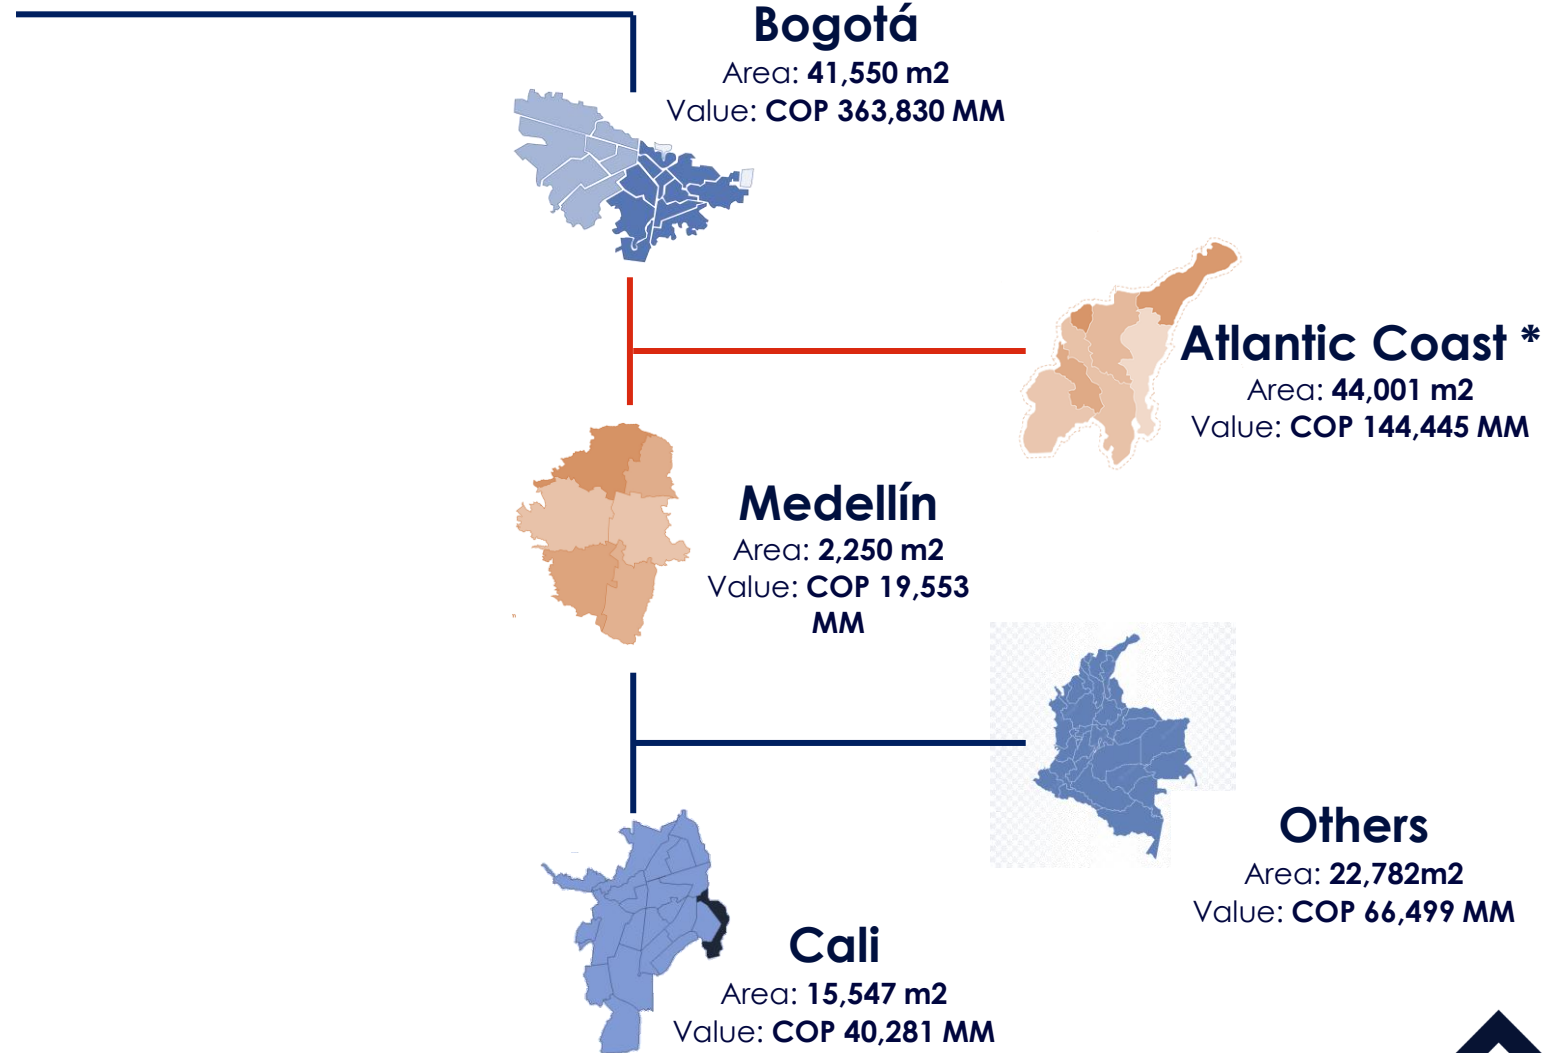 Bogotá
Area: 41,550 m2
Value: COP 363,830 MM
Atlantic Coast *
Area: 44,001 m2
Value: COP 144,445 MM
Medellín
Area: 2,250 m2
Value: COP 19,553
MM
Others
Area: 22,782m2
Value: COP 66,499 MM
Cali
Area: 15,547 m2
Value: COP 40,281 MM